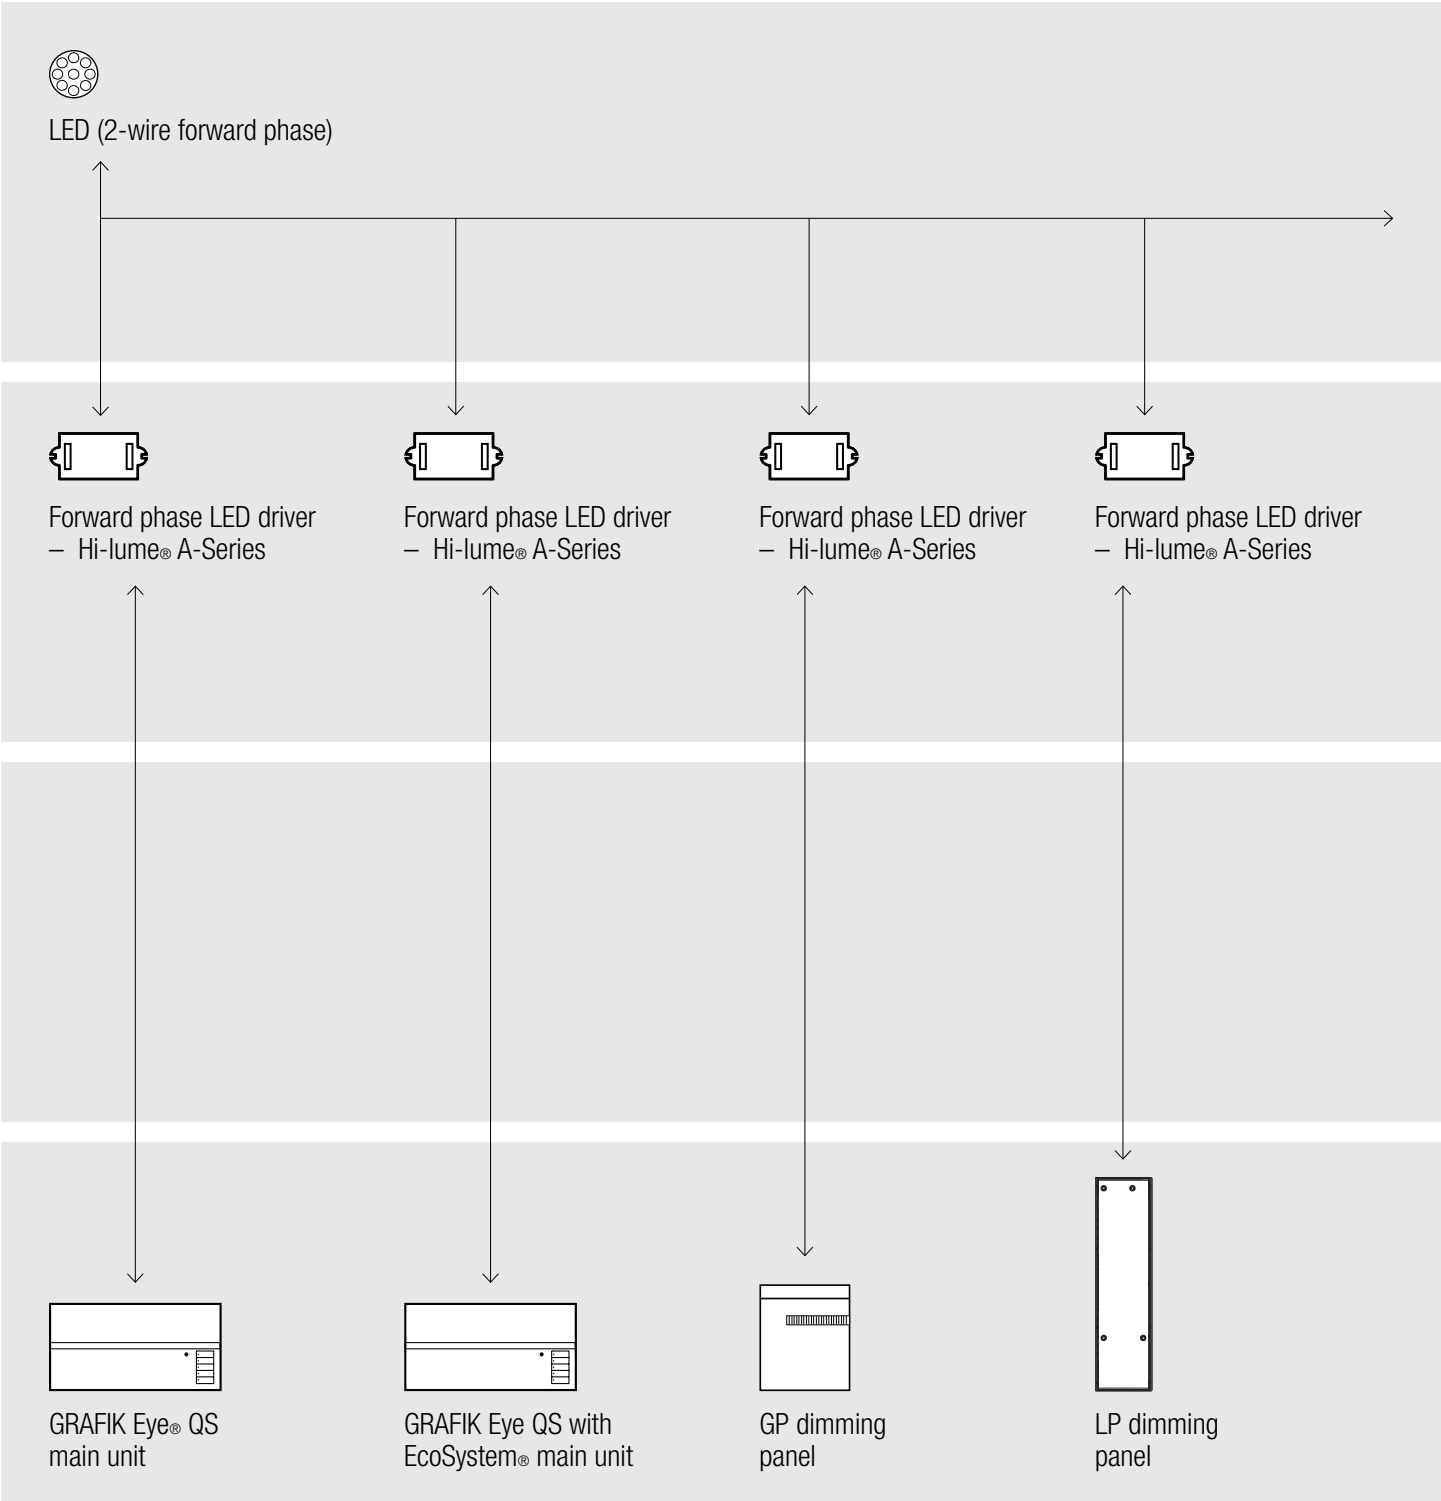 LED (2-wire forward phase)
Forward phase LED driver
– Hi-lume® A-Series
Forward phase LED driver
– Hi-lume® A-Series
Forward phase LED driver
– Hi-lume® A-Series
Forward phase LED driver
– Hi-lume® A-Series
GRAFIK Eye® QS
main unit
GRAFIK Eye QS with
EcoSystem® main unit
GP dimming
panel
LP dimming
panel